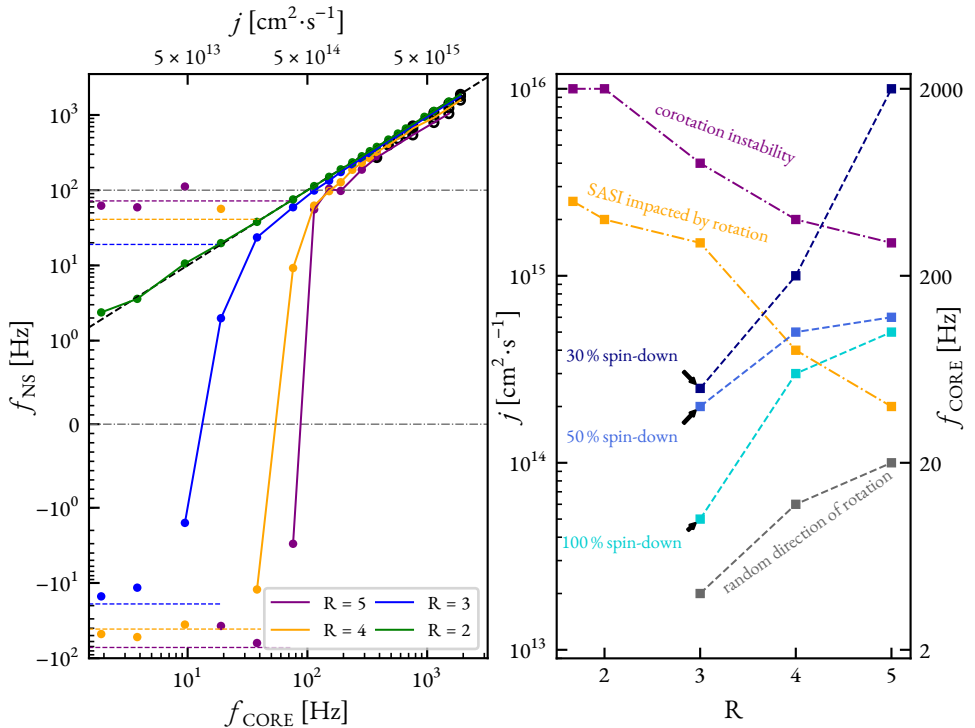 j [cm²·s⁻¹]
5 × 10¹³ 5 × 10¹⁴ 5 × 10¹⁵
10³
10²
10¹
10⁰
0
−10⁰
−10¹
−10²
f_NS [Hz]
R = 5 R = 3
R = 4 R = 2
10¹ 10² 10³
f_CORE [Hz]
10¹⁶
10¹⁵
10¹⁴
10¹³
j [cm²·s⁻¹]
corotation instability
SASI impacted by rotation
30 % spin-down
50 % spin-down
100 % spin-down
random direction of rotation
2 3 4 5
R
2000
200
20
2
f_CORE [Hz]